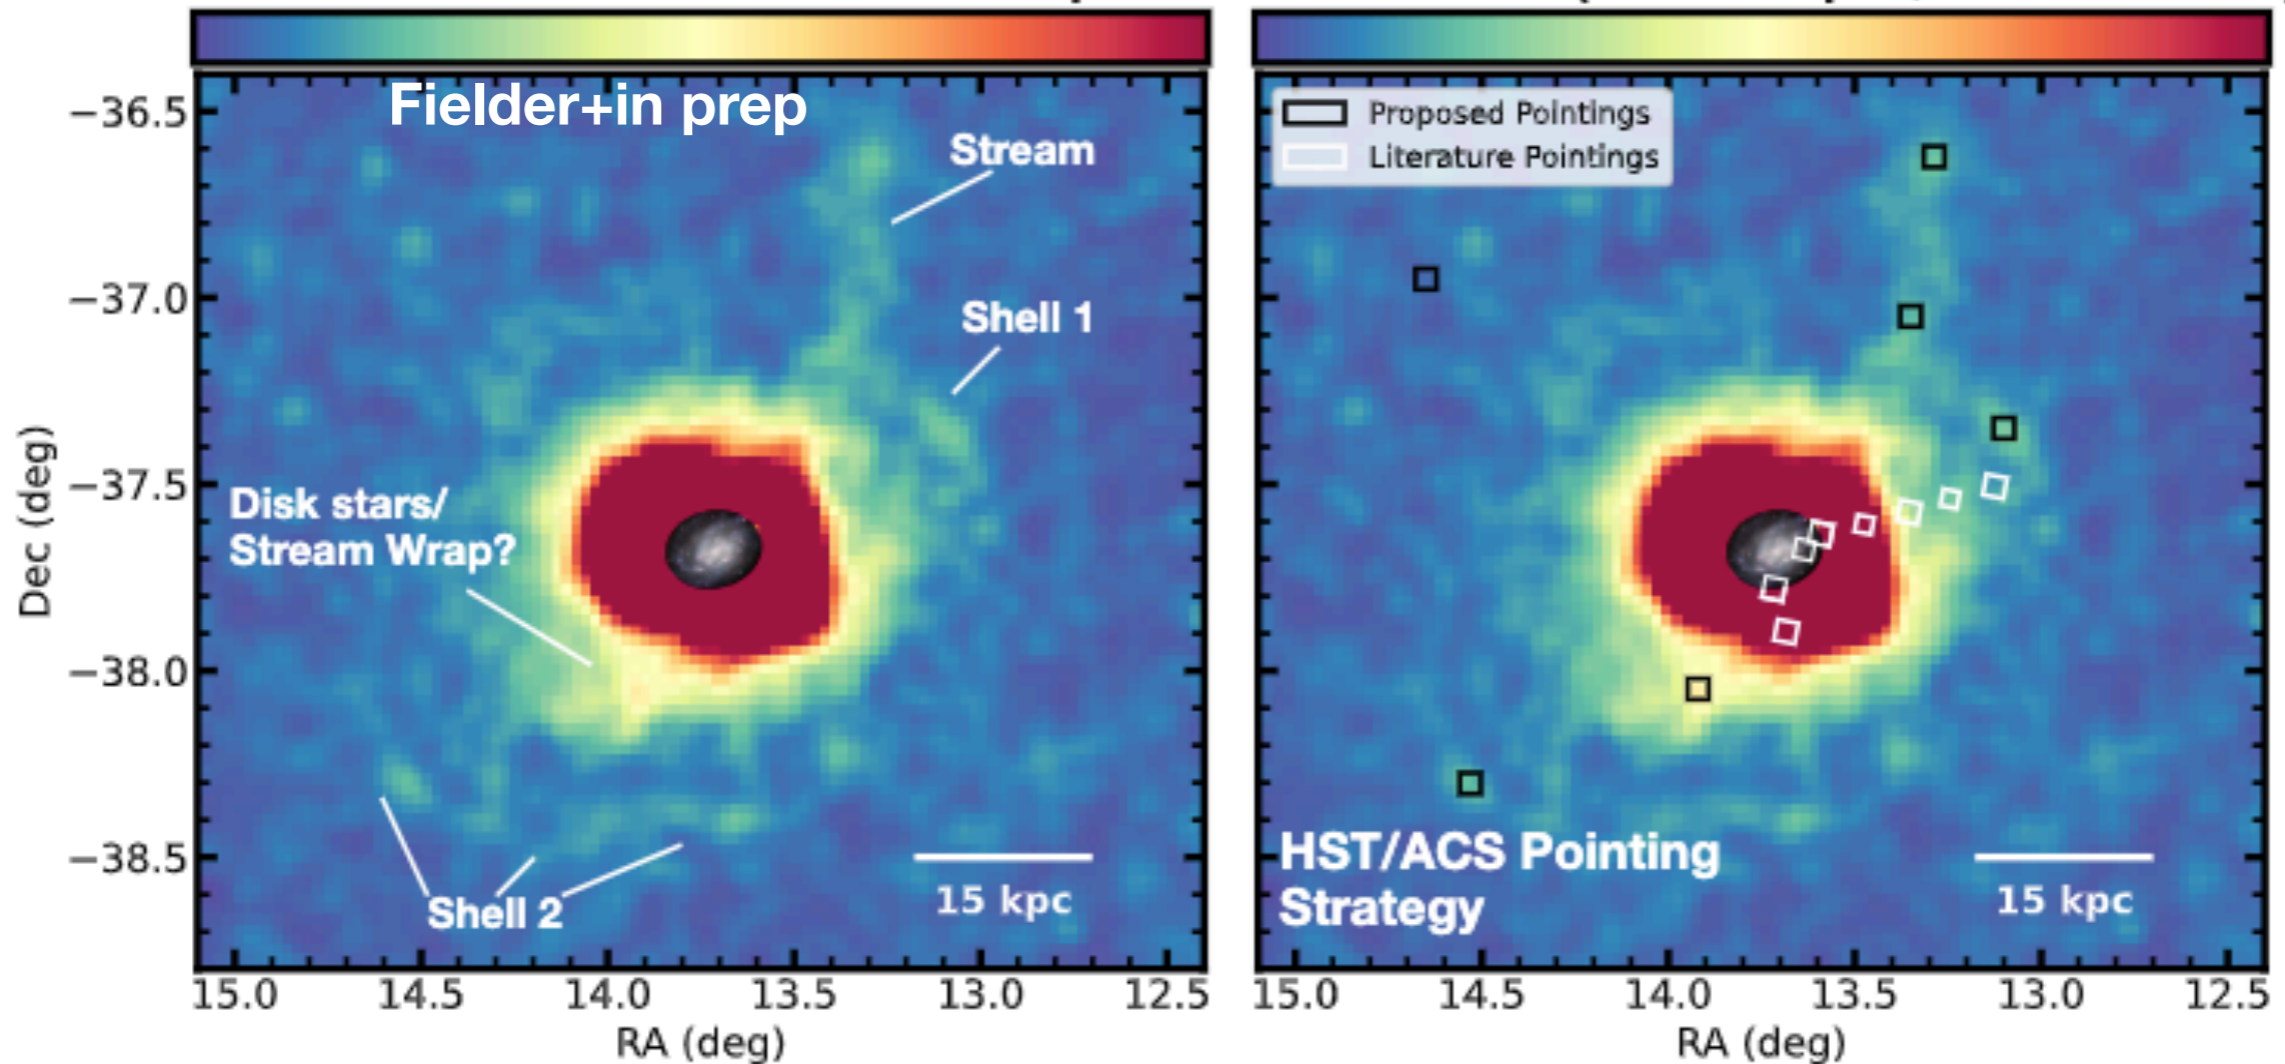 Fielder+in prep
Stream
Shell 1
Disk stars/
Stream Wrap?
Shell 2
15 kpc
−36.5
−37.0
−37.5
−38.0
−38.5
Dec (deg)
15.0 14.5 14.0 13.5 13.0 12.5
RA (deg)
Proposed Pointings
Literature Pointings
HST/ACS Pointing
Strategy
15 kpc
15.0 14.5 14.0 13.5 13.0 12.5
RA (deg)